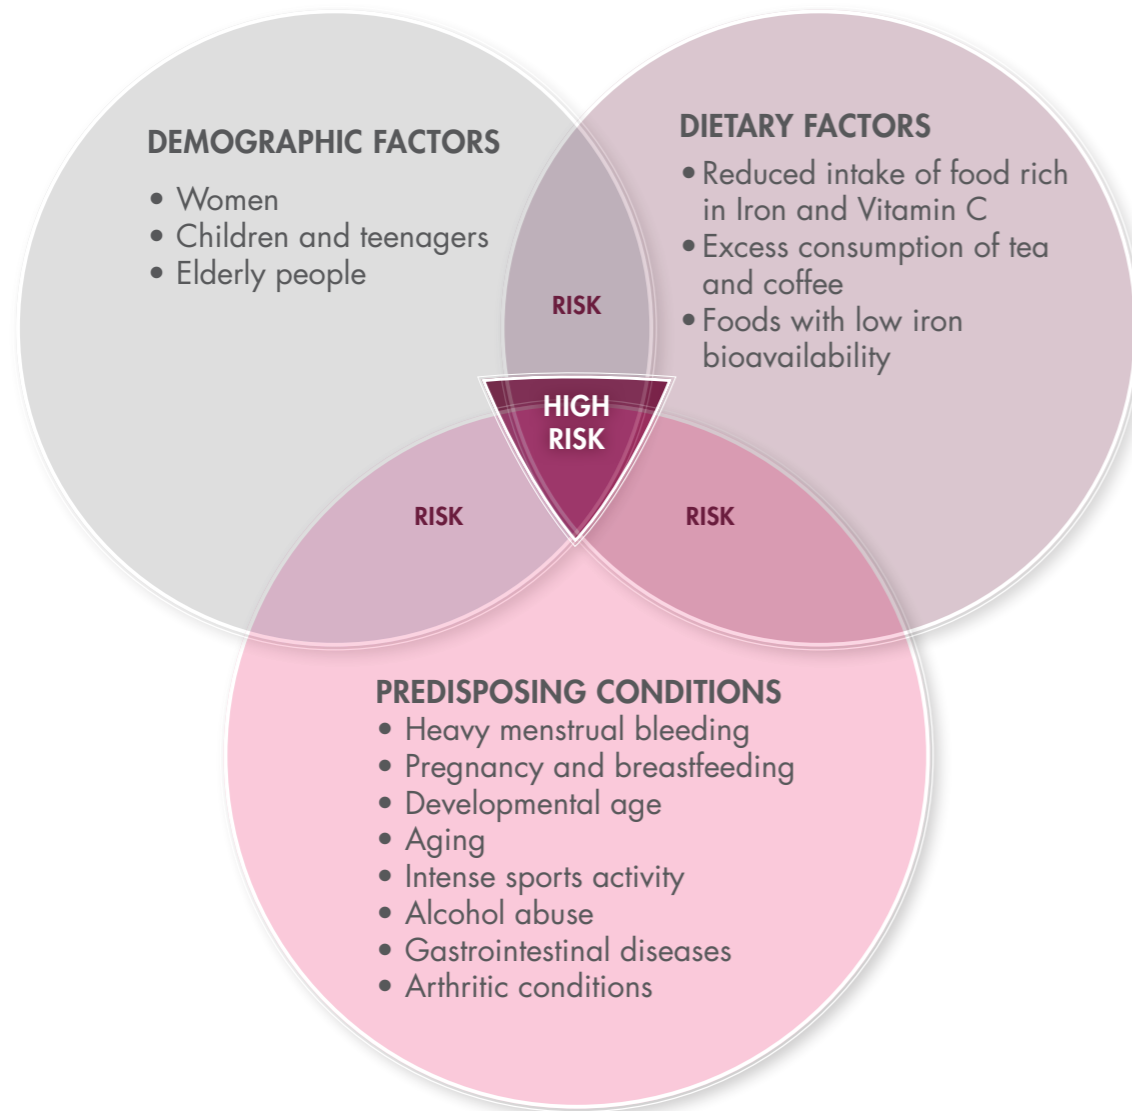 DEMOGRAPHIC FACTORS
• Women
• Children and teenagers
• Elderly people
DIETARY FACTORS
• Reduced intake of food rich
in Iron and Vitamin C
• Excess consumption of tea
and coffee
• Foods with low iron
bioavailability
RISK
HIGH
RISK
RISK
RISK
PREDISPOSING CONDITIONS
• Heavy menstrual bleeding
• Pregnancy and breastfeeding
• Developmental age
• Aging
• Intense sports activity
• Alcohol abuse
• Gastrointestinal diseases
• Arthritic conditions